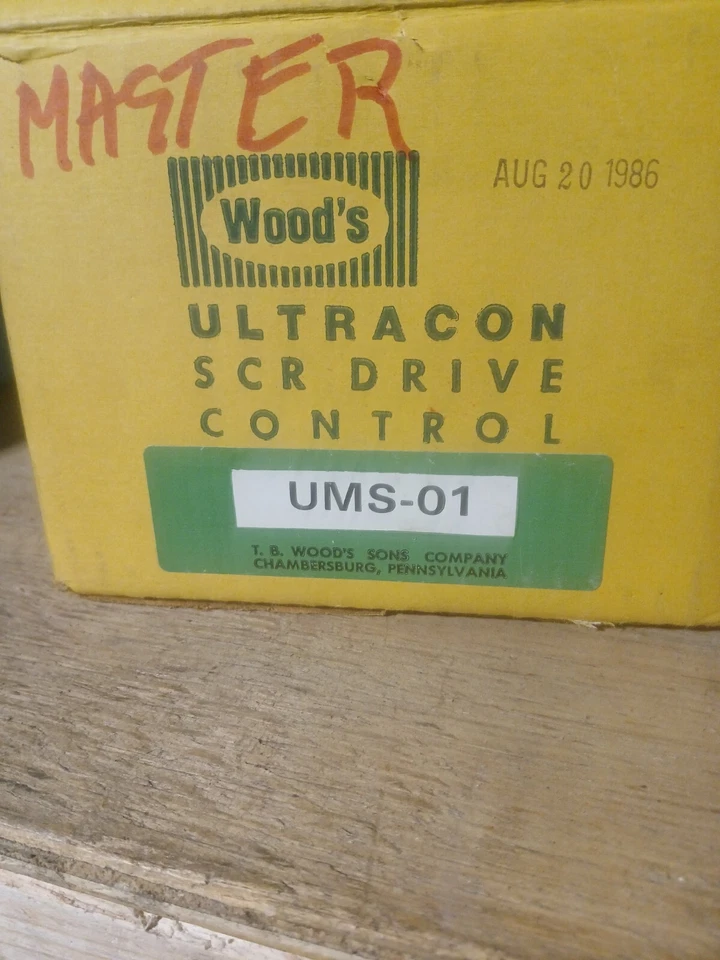 MASTER
AUG 20 1986
Wood's
ULTRACON
SCR DRIVE
CONTROL
UMS-01
T. B. WOOD'S SONS COMPANY
CHAMBERSBURG, PENNSYLVANIA